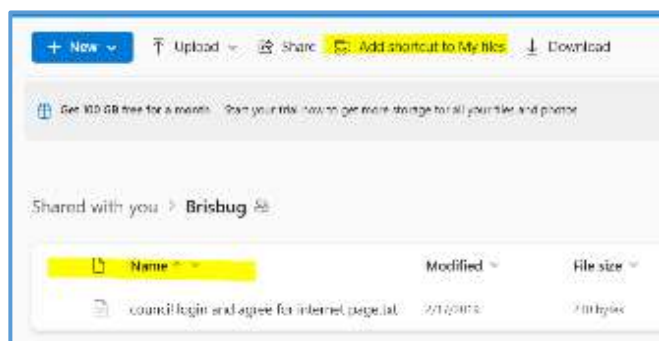 + New Upload Share Add shortcut to My files Download
Get 100 GB free for a month Start your trial now to get more storage for all your files and photos
Shared with you > Brisbug
Name Modified File size
council login and agree for internet page.txt bytes